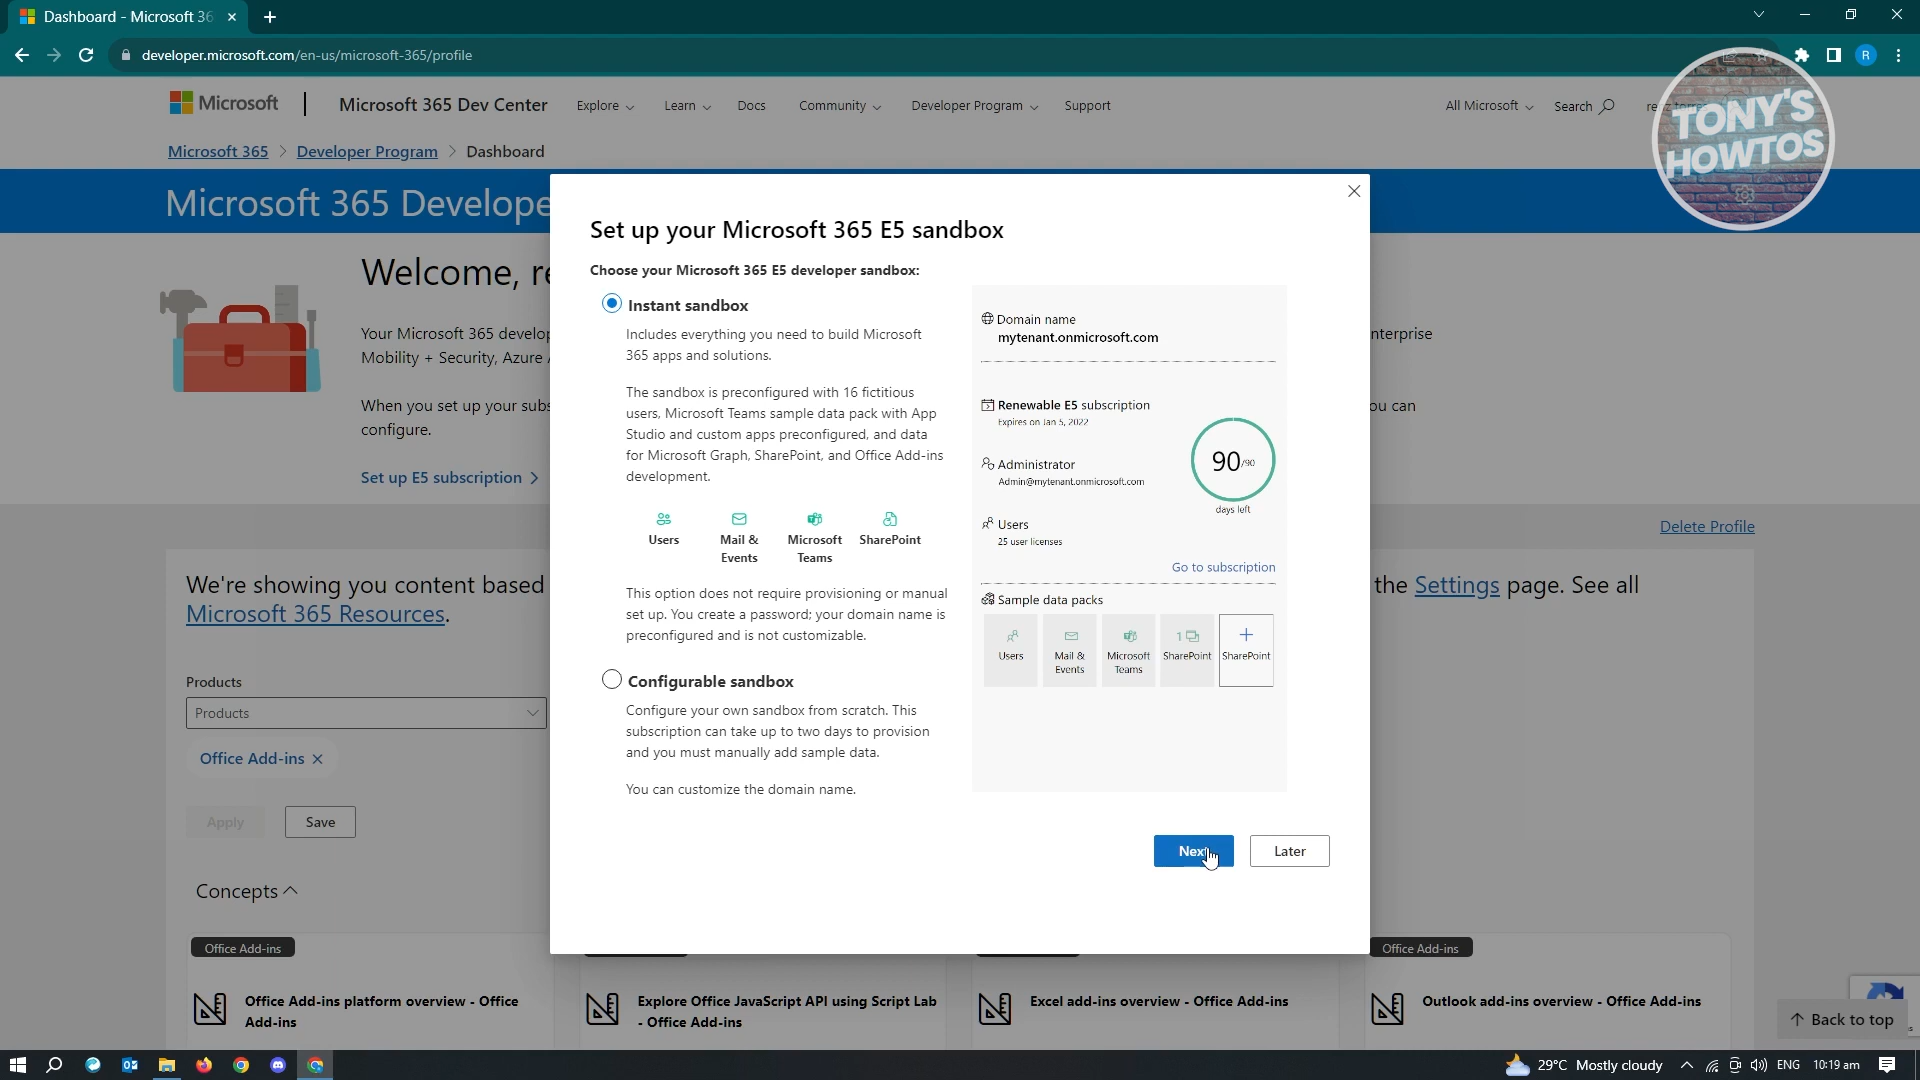 Dashboard - Microsoft 36
developer.microsoft.com/en-us/microsoft-365/profile
R
Microsoft
Microsoft 365 Dev Center
Explore
Learn
Docs
Community
Developer Program
Support
All Microsoft
Search
TONY'S
HOWTOS
Microsoft 365 > Developer Program > Dashboard
Microsoft 365 Develope
Welcome, re
Your Microsoft 365 develop
nterprise
Mobility + Security, Azure
When you set up your subs
ou can
configure.
Set up E5 subscription >
Delete Profile
We're showing you content based
the Settings page. See all
Microsoft 365 Resources.
Products
Products
Office Add-ins
Apply
Save
Concepts
Set up your Microsoft 365 E5 sandbox
Choose your Microsoft 365 E5 developer sandbox:
Instant sandbox
Includes everything you need to build Microsoft
365 apps and solutions.
The sandbox is preconfigured with 16 fictitious
users, Microsoft Teams sample data pack with App
Studio and custom apps preconfigured, and data
for Microsoft Graph, SharePoint, and Office Add-ins
development.
Users
Mail &
Events
Microsoft
Teams
SharePoint
This option does not require provisioning or manual
set up. You create a password; your domain name is
preconfigured and is not customizable.
Configurable sandbox
Configure your own sandbox from scratch. This
subscription can take up to two days to provision
and you must manually add sample data.
You can customize the domain name.
Domain name
mytenant.onmicrosoft.com
Renewable E5 subscription
Expires on Jan 5, 2022
90/90
days left
Administrator
Admin@mytenant.onmicrosoft.com
Users
25 user licenses
Go to subscription
Sample data packs
Users
Mail &
Events
Microsoft
Teams
1
SharePoint
SharePoint
Next
Later
Office Add-ins
Office Add-ins
Office Add-ins platform overview - Office
Add-ins
Explore Office JavaScript API using Script Lab
- Office Add-ins
Excel add-ins overview - Office Add-ins
Outlook add-ins overview - Office Add-ins
Back to top
29°C Mostly cloudy
ENG
10:19 am